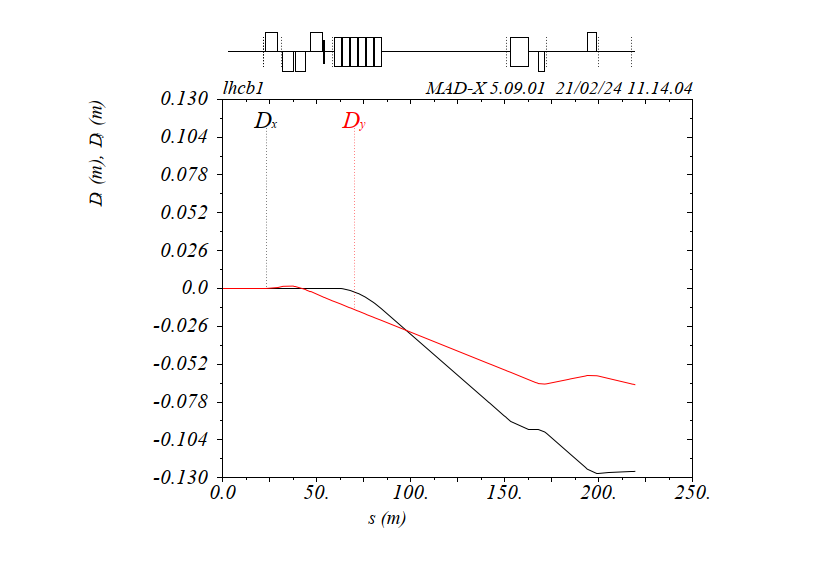 lhcb1 MAD-X 5.09.01 21/02/24 11.14.04
D x (m), D y (m)
0.130
0.104
0.078
0.052
0.026
0.0
-0.026
-0.052
-0.078
-0.104
-0.130
Dx Dy
0.0 50. 100. 150. 200. 250.
s (m)